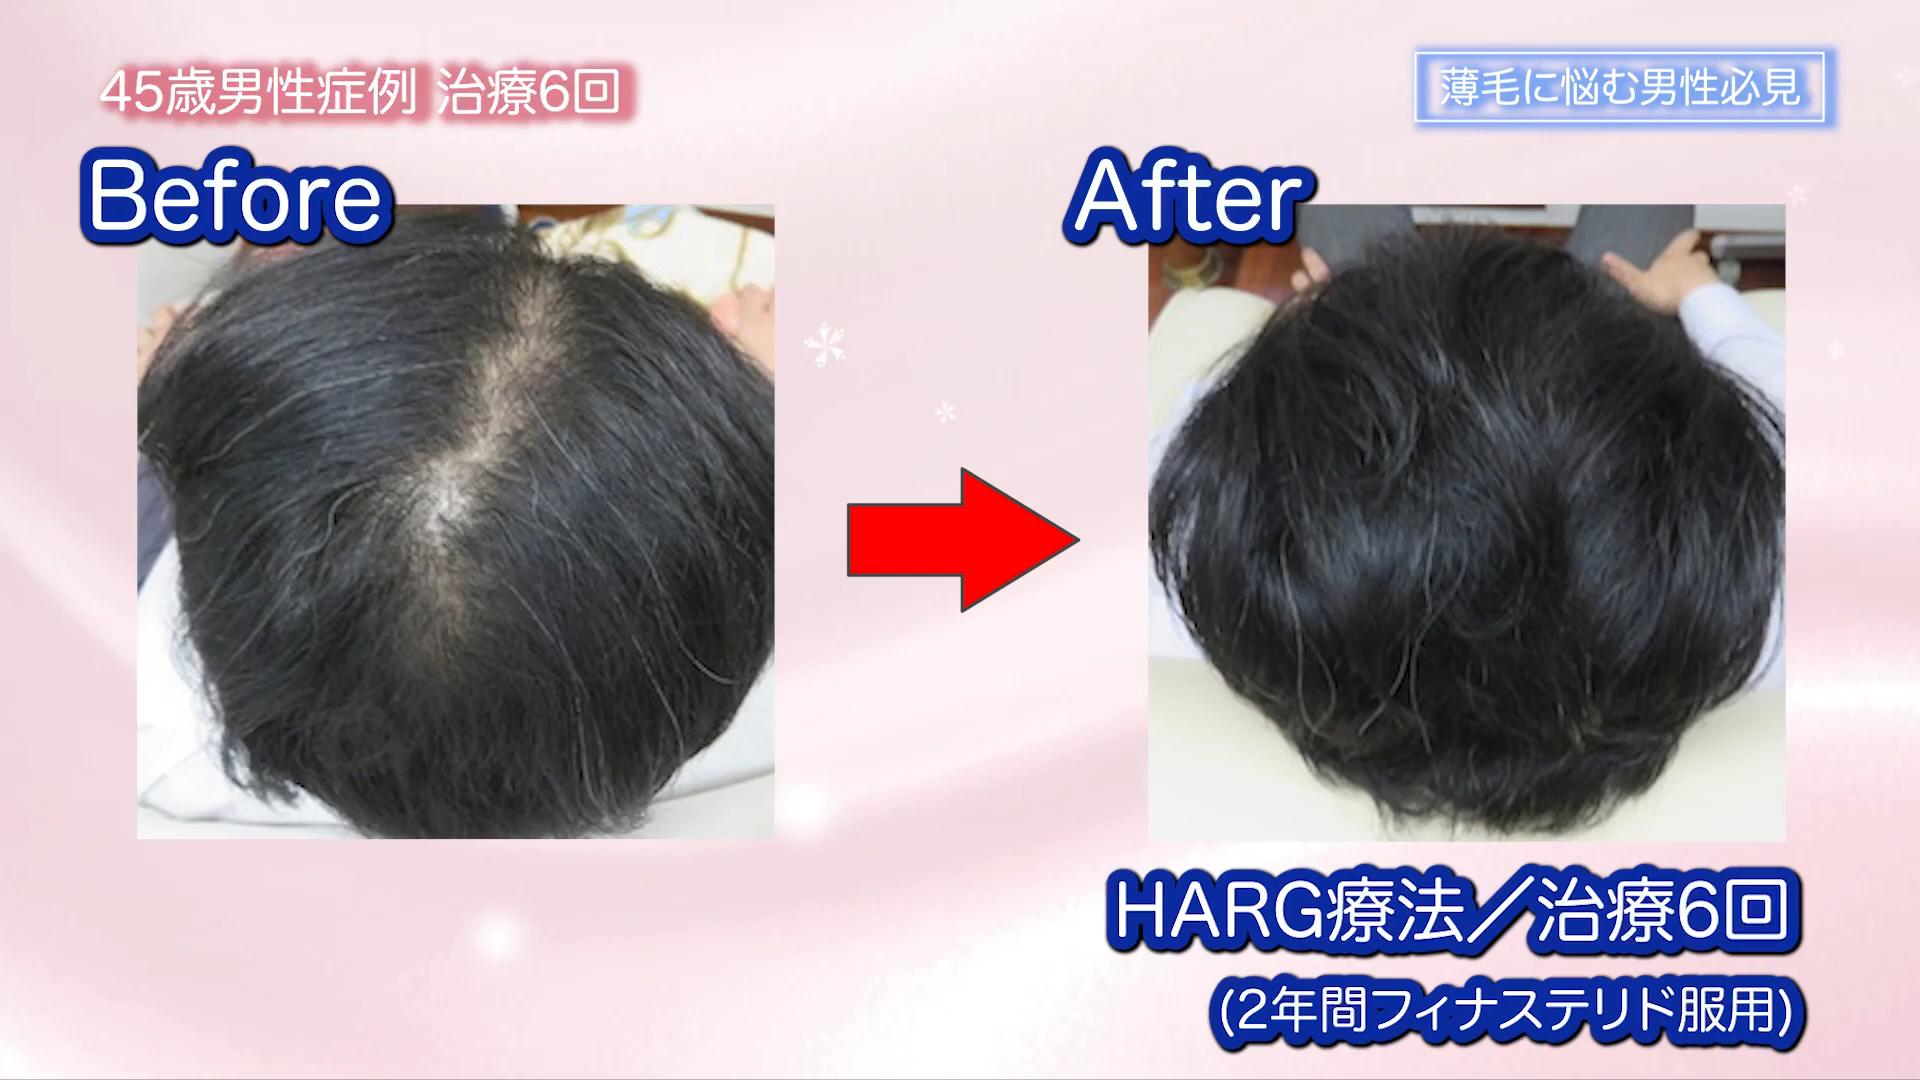 45歳男性症例 治療6回
薄毛に悩む男性必見
Before
After
HARG療法／治療6回
(2年間フィナステリド服用)